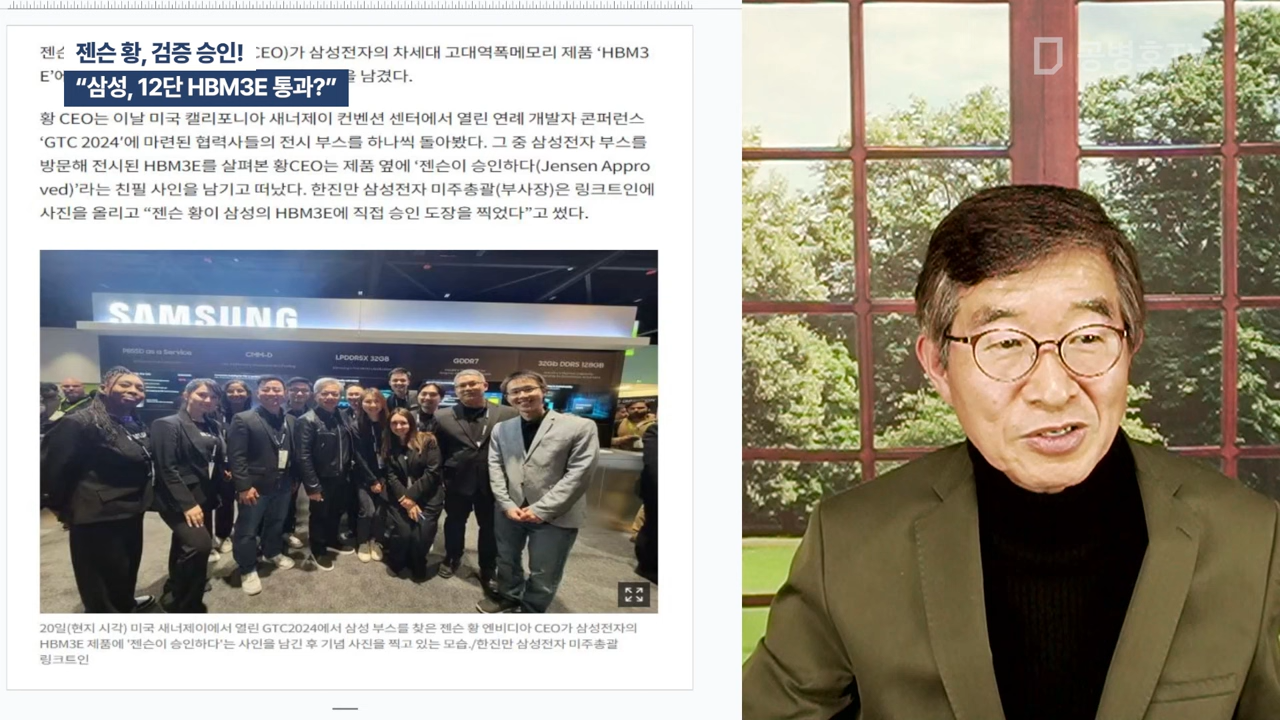 젠슨 황, 검증 승인!
“삼성, 12단 HBM3E 통과?”
젠슨
CEO)가 삼성전자의 차세대 고대역폭메모리 제품 ‘HBM3
E’에
을 남겼다.
황 CEO는 이날 미국 캘리포니아 새너제이 컨벤션 센터에서 열린 연례 개발자 콘퍼런스
‘GTC 2024’에 마련된 협력사들의 전시 부스를 하나씩 돌아봤다. 그 중 삼성전자 부스를
방문해 전시된 HBM3E를 살펴본 황CEO는 제품 옆에 ‘젠슨이 승인하다(Jensen Appro
ved)’라는 친필 사인을 남기고 떠났다. 한진만 삼성전자 미주총괄(부사장)은 링크트인에
사진을 올리고 “젠슨 황이 삼성의 HBM3E에 직접 승인 도장을 찍었다”고 썼다.
SAMSUNG
as a Service
CMM-D
LPDDR5X 32GB
GDDR7
32Gb DDR5 128GB
20일(현지 시각) 미국 새너제이에서 열린 GTC2024에서 삼성 부스를 찾은 젠슨 황 엔비디아 CEO가 삼성전자의
HBM3E 제품에 '젠슨이 승인하다'는 사인을 남긴 후 기념 사진을 찍고 있는 모습./한진만 삼성전자 미주총괄
링크트인
공병호